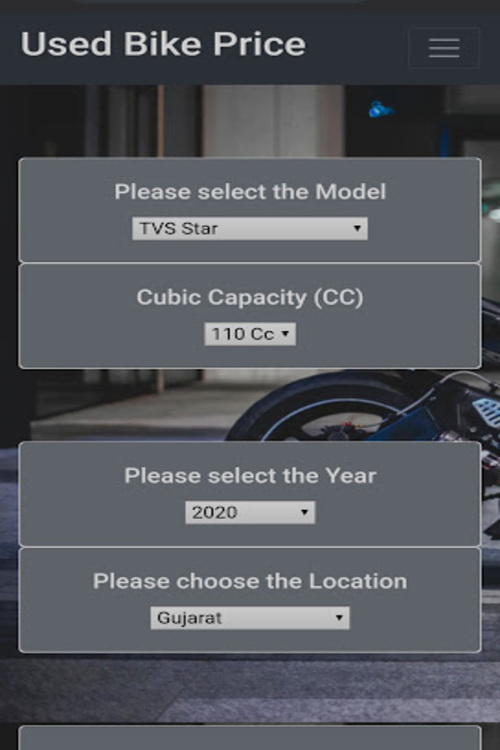 Used Bike Price
Please select the Model
TVS Star
Cubic Capacity (CC)
110 Cc
Please select the Year
2020
Please choose the Location
Gujarat